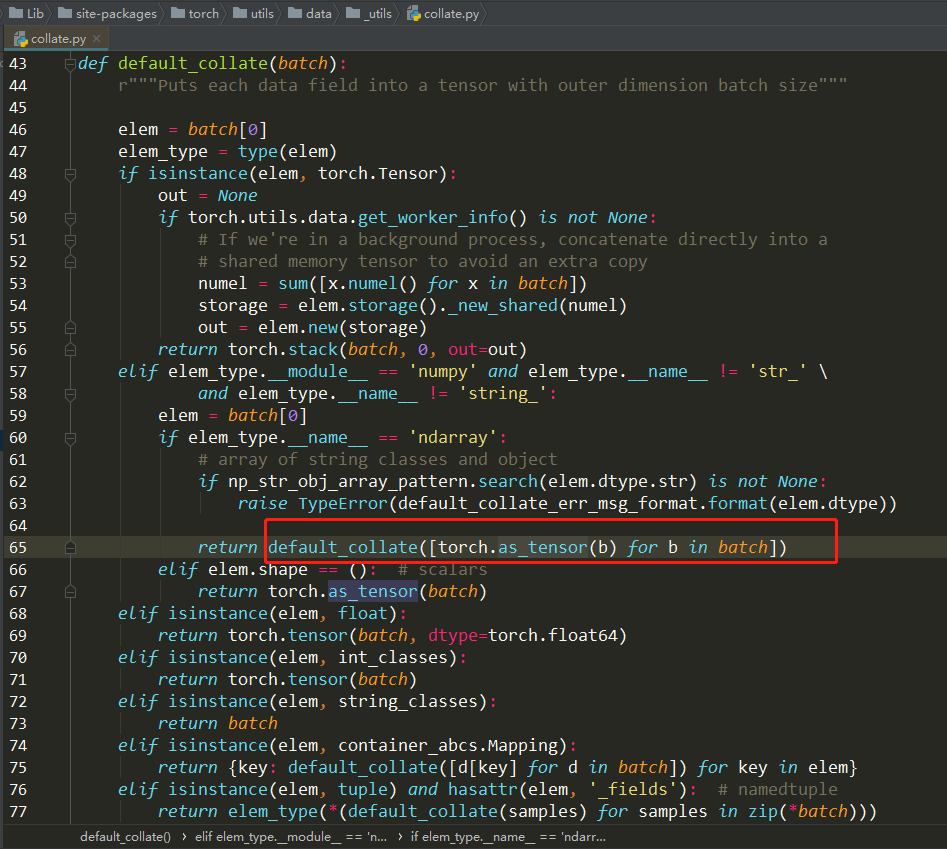 Lib site-packages torch utils data _utils collate.py
collate.py ×
43 def default_collate(batch):
44 r"""Puts each data field into a tensor with outer dimension batch size"""
45
46 elem = batch[0]
47 elem_type = type(elem)
48 if isinstance(elem, torch.Tensor):
49 out = None
50 if torch.utils.data.get_worker_info() is not None:
51 # If we're in a background process, concatenate directly into a
52 # shared memory tensor to avoid an extra copy
53 numel = sum([x.numel() for x in batch])
54 storage = elem.storage()._new_shared(numel)
55 out = elem.new(storage)
56 return torch.stack(batch, 0, out=out)
57 elif elem_type.__module__ == 'numpy' and elem_type.__name__ != 'str_' \
58 and elem_type.__name__ != 'string_':
59 elem = batch[0]
60 if elem_type.__name__ == 'ndarray':
61 # array of string classes and object
62 if np_str_obj_array_pattern.search(elem.dtype.str) is not None:
63 raise TypeError(default_collate_err_msg_format.format(elem.dtype))
64
65 return default_collate([torch.as_tensor(b) for b in batch])
66 elif elem.shape == (): # scalars
67 return torch.as_tensor(batch)
68 elif isinstance(elem, float):
69 return torch.tensor(batch, dtype=torch.float64)
70 elif isinstance(elem, int_classes):
71 return torch.tensor(batch)
72 elif isinstance(elem, string_classes):
73 return batch
74 elif isinstance(elem, container_abcs.Mapping):
75 return {key: default_collate([d[key] for d in batch]) for key in elem}
76 elif isinstance(elem, tuple) and hasattr(elem, '_fields'): # namedtuple
77 return elem_type(*(default_collate(samples) for samples in zip(*batch)))
default_collate() › elif elem_type.__module__ == 'n... › if elem_type.__name__ == 'ndarr...